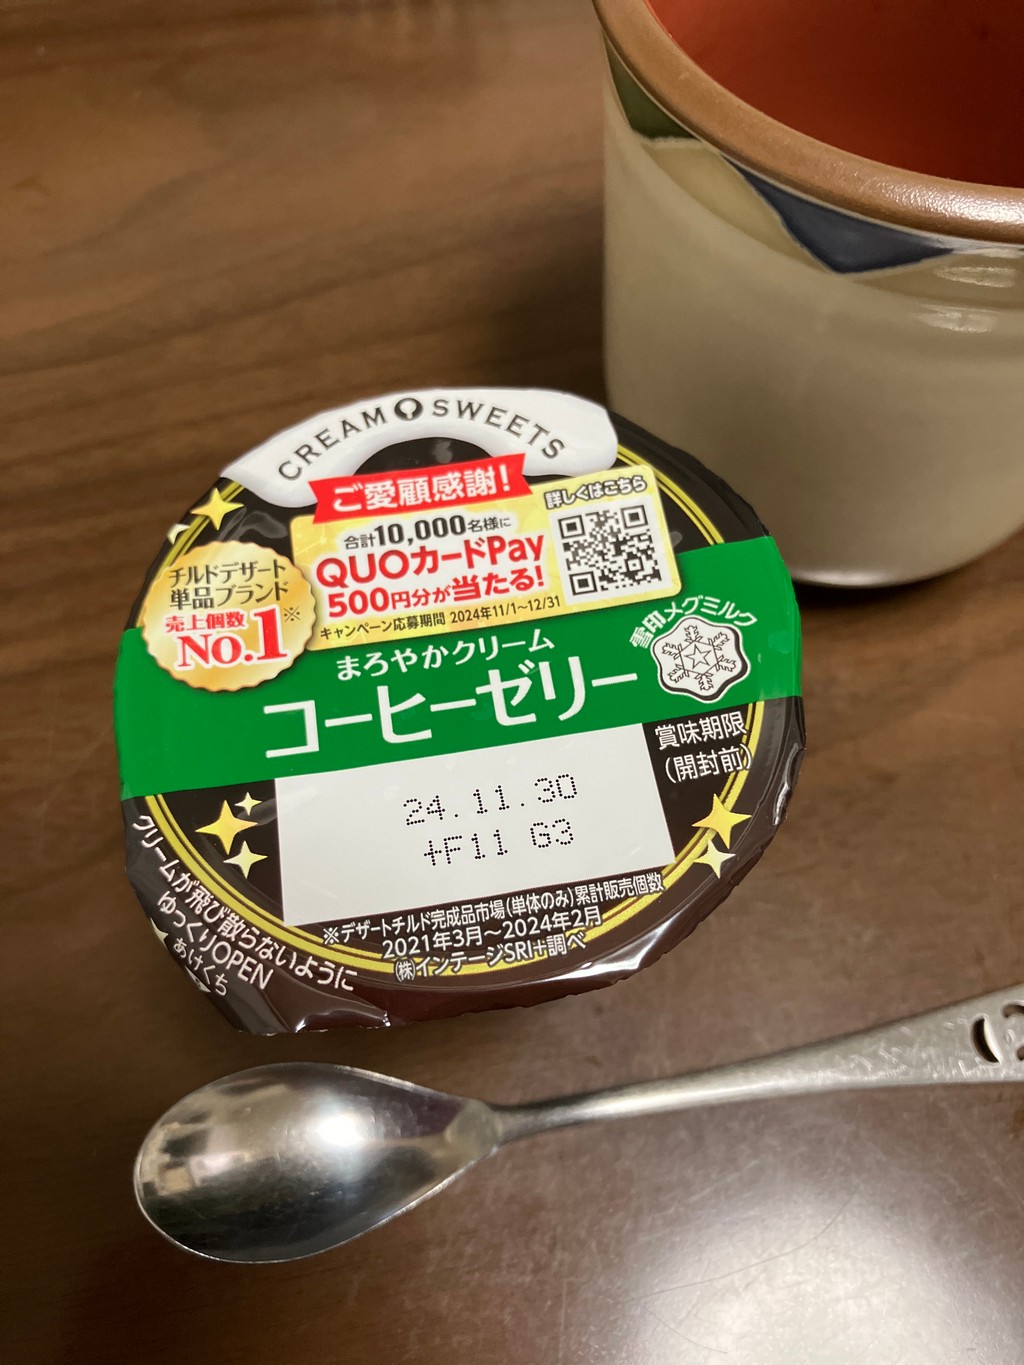 CREAM SWEETS
ご愛顧感謝!
詳しくはこちら
合計10,000名様に
QUOカードPay
500円分が当たる!
キャンペーン応募期間 2024年11/1~12/31
チルドデザート
単品ブランド
売上個数※
No.1
雪印メグミルク
まろやかクリーム
コーヒーゼリー
賞味期限
(開封前)
24.11.30
+F11 G3
※デザートチルド完成品市場(単体のみ)累計販売個数
2021年3月~2024年2月
㈱インテージSRI+調べ
クリームが飛び散らないように
ゆっくりOPEN
あけくち